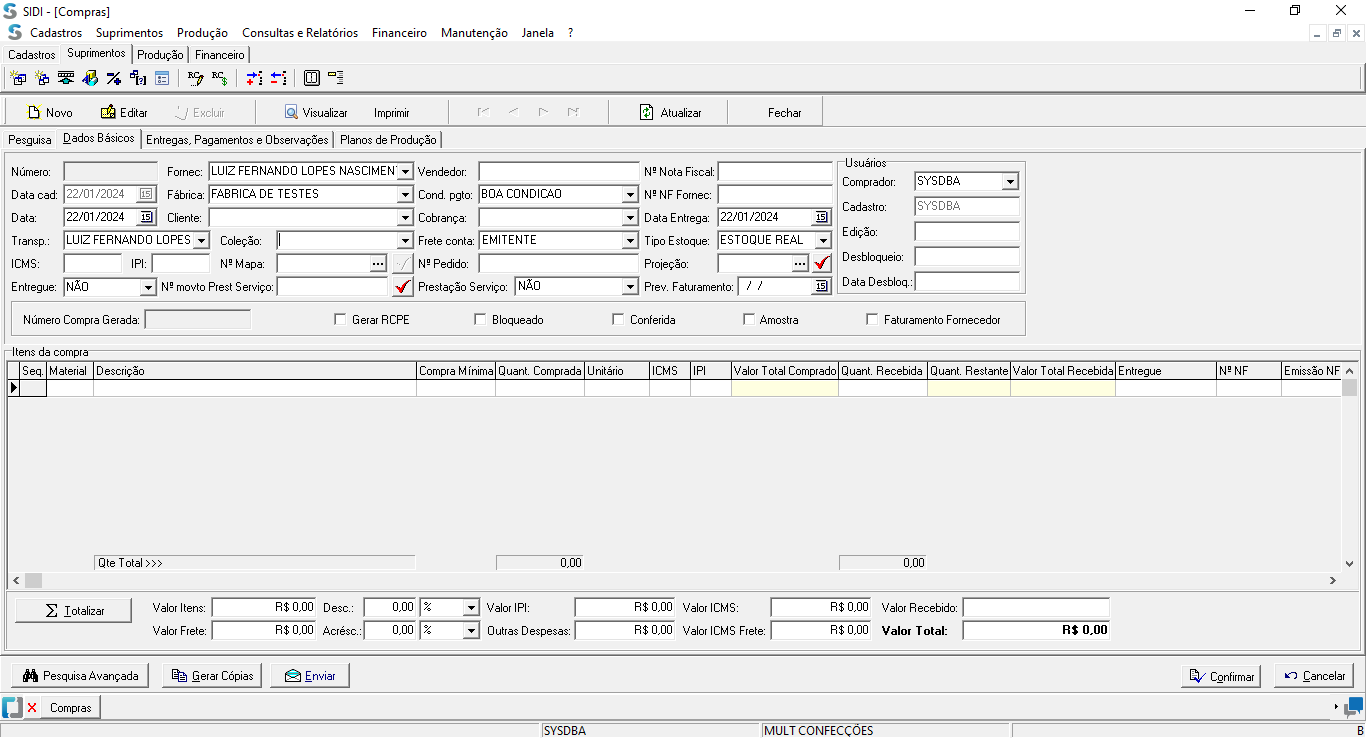 SIDI - [Compras]
Cadastros Suprimentos Produção Consultas e Relatórios Financeiro Manutenção Janela ?
Cadastros Suprimentos Produção Financeiro
Novo Editar Excluir Visualizar Imprimir Atualizar Fechar
Pesquisa Dados Básicos Entregas, Pagamentos e Observações Planos de Produção
Número: Fornec: LUIZ FERNANDO LOPES NASCIMEN Vendedor: Nº Nota Fiscal: Usuários
Comprador: SYSDBA
Data cad: 22/01/2024 15 Fábrica: FABRICA DE TESTES Cond. pgto: BOA CONDICAO Nº NF Fornec:
Cadastro: SYSDBA
Data: 22/01/2024 15 Cliente: Cobrança: Data Entrega: 22/01/2024 15
Edição:
Transp.: LUIZ FERNANDO LOPES Coleção: Frete conta: EMITENTE Tipo Estoque: ESTOQUE REAL
Desbloqueio:
ICMS: IPI: Nº Mapa: ... Nº Pedido: Projeção: ...
Data Desbloq.:
Entregue: NÃO Nº movto Prest Serviço: Prestação Serviço: NÃO Prev. Faturamento: / / 15
Número Compra Gerada: Gerar RCPE Bloqueado Conferida Amostra Faturamento Fornecedor
Itens da compra
Seq. Material Descrição Compra Mínima Quant. Comprada Unitário ICMS IPI Valor Total Comprado Quant. Recebida Quant. Restante Valor Total Recebida Entregue Nº NF Emissão NF
Qte Total >>> 0,00 0,00
Totalizar Valor Itens: R$ 0,00 Desc.: 0,00 % Valor IPI: R$ 0,00 Valor ICMS: R$ 0,00 Valor Recebido:
Valor Frete: R$ 0,00 Acrésc.: 0,00 % Outras Despesas: R$ 0,00 Valor ICMS Frete: R$ 0,00 Valor Total: R$ 0,00
Pesquisa Avançada Gerar Cópias Enviar Confirmar Cancelar
Compras
SYSDBA MULT CONFECÇÕES B